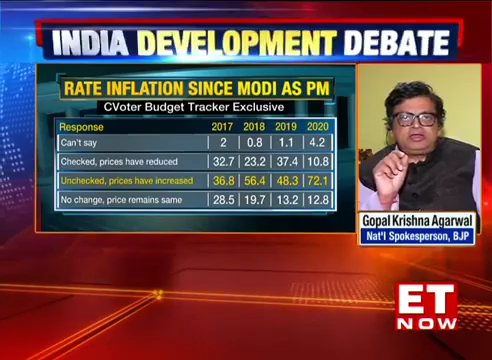 INDIA DEVELOPMENT DEBATE
RATE INFLATION SINCE MODI AS PM
CVoter Budget Tracker Exclusive
Response 2017 2018 2019 2020
Can't say 2 0.8 1.1 4.2
Checked, prices have reduced 32.7 23.2 37.4 10.8
Unchecked, prices have increased 36.8 56.4 48.3 72.1
No change, price remains same 28.5 19.7 13.2 12.8
Gopal Krishna Agarwal
Nat'l Spokesperson, BJP
ET
NOW